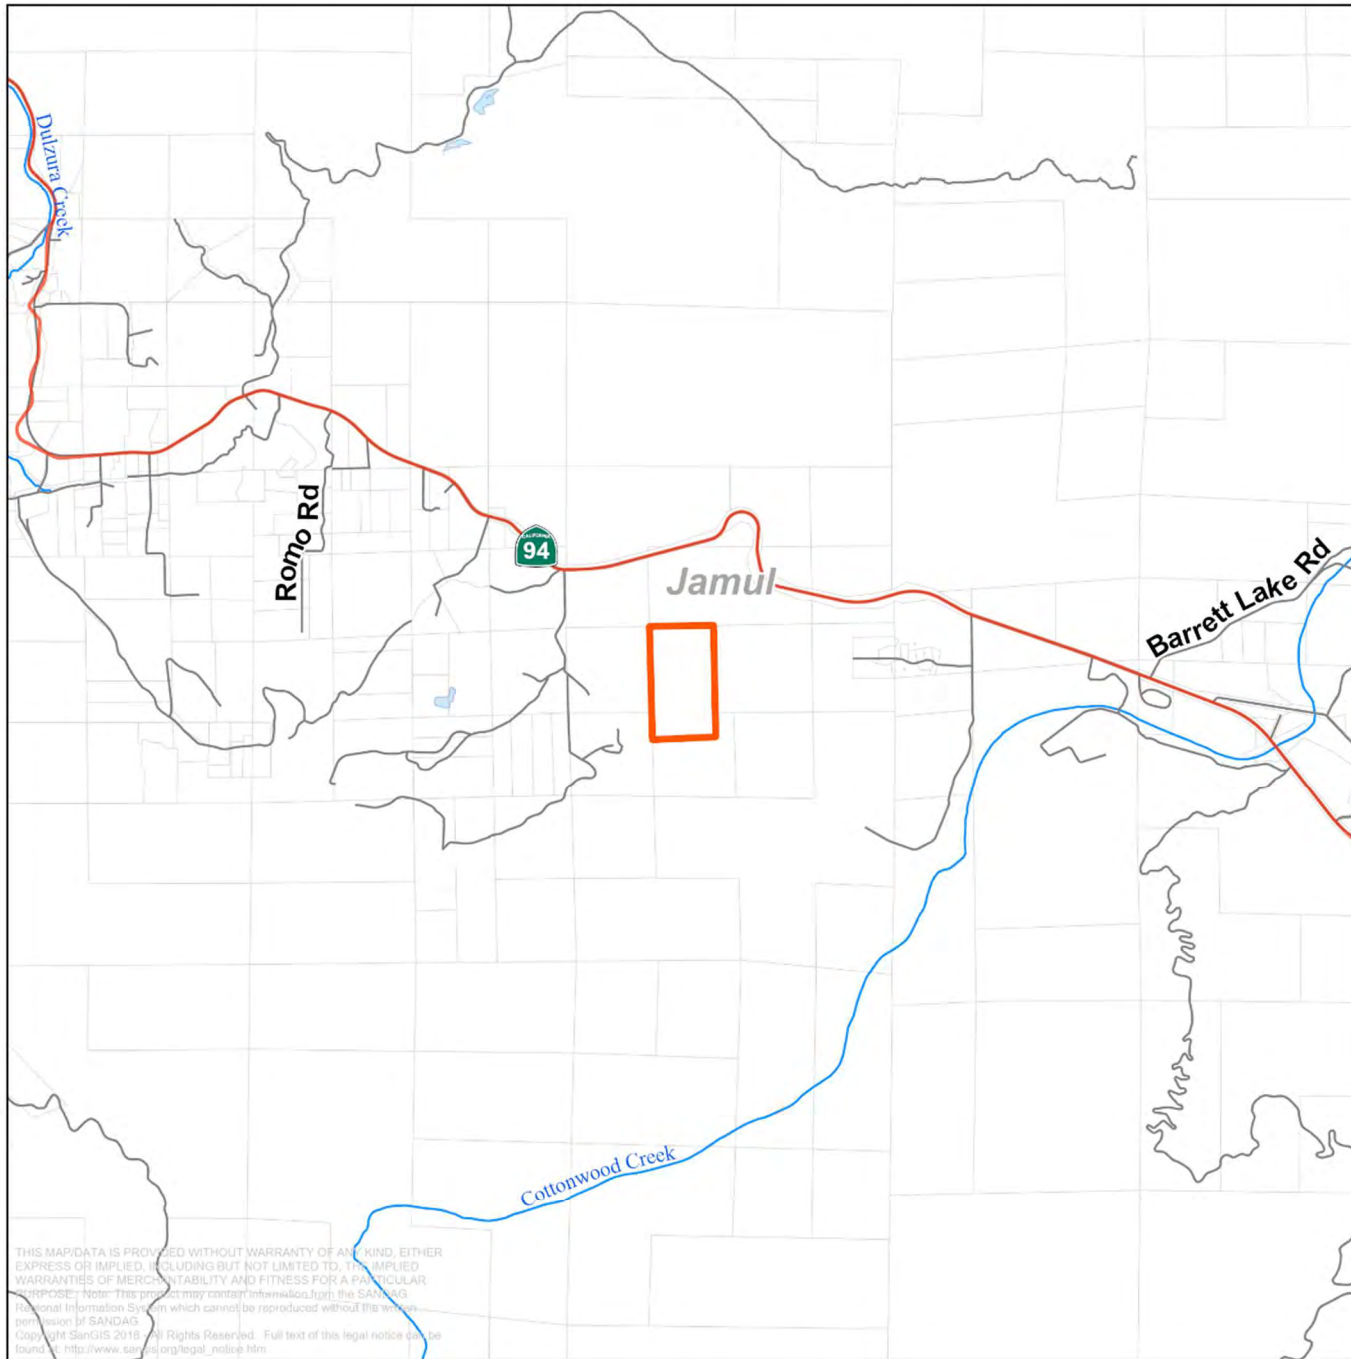 Dulzura Creek
Romo Rd
CALIFORNIA
94
Jamul
Barrett Lake Rd
Cottonwood Creek
THIS MAP/DATA IS PROVIDED WITHOUT WARRANTY OF ANY KIND, EITHER
EXPRESS OR IMPLIED, INCLUDING BUT NOT LIMITED TO, THE IMPLIED
WARRANTIES OF MERCHANTABILITY AND FITNESS FOR A PARTICULAR
PURPOSE. Note: This product may contain information from the SANDAG
Regional Information System which cannot be reproduced without the written
permission of SANDAG.
Copyright SanGIS 2018 - All Rights Reserved. Full text of this legal notice can be
found at: http://www.sangis.org/legal_notice.htm